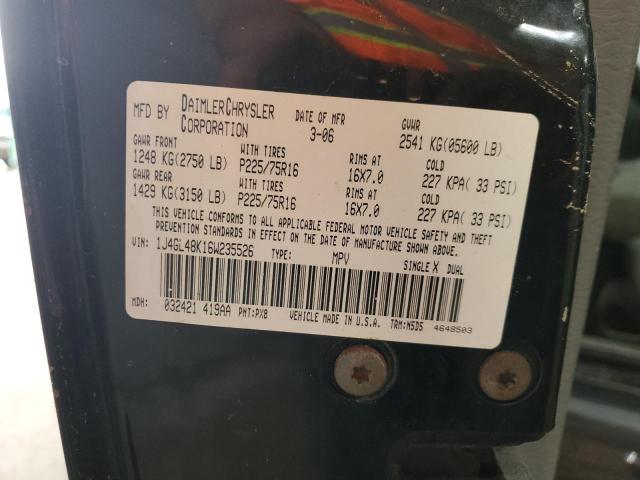 MFD BY DAIMLERCHRYSLER CORPORATION DATE OF MFR 3-06 GVWR 2541 KG(05600 LB)
GAWR FRONT WITH TIRES RIMS AT COLD
1248 KG(2750 LB) P225/75R16 16X7.0 227 KPA( 33 PSI)
GAWR REAR WITH TIRES RIMS AT COLD
1429 KG(3150 LB) P225/75R16 16X7.0 227 KPA( 33 PSI)
THIS VEHICLE CONFORMS TO ALL APPLICABLE FEDERAL MOTOR VEHICLE SAFETY AND THEFT
PREVENTION STANDARDS IN EFFECT ON THE DATE OF MANUFACTURE SHOWN ABOVE.
VIN: 1J4GL48K16W235526 TYPE: MPV SINGLE X DUAL
MDH: 032421 419AA PNT:PX8 VEHICLE MADE IN U.S.A. TRM:N5D5 4648503